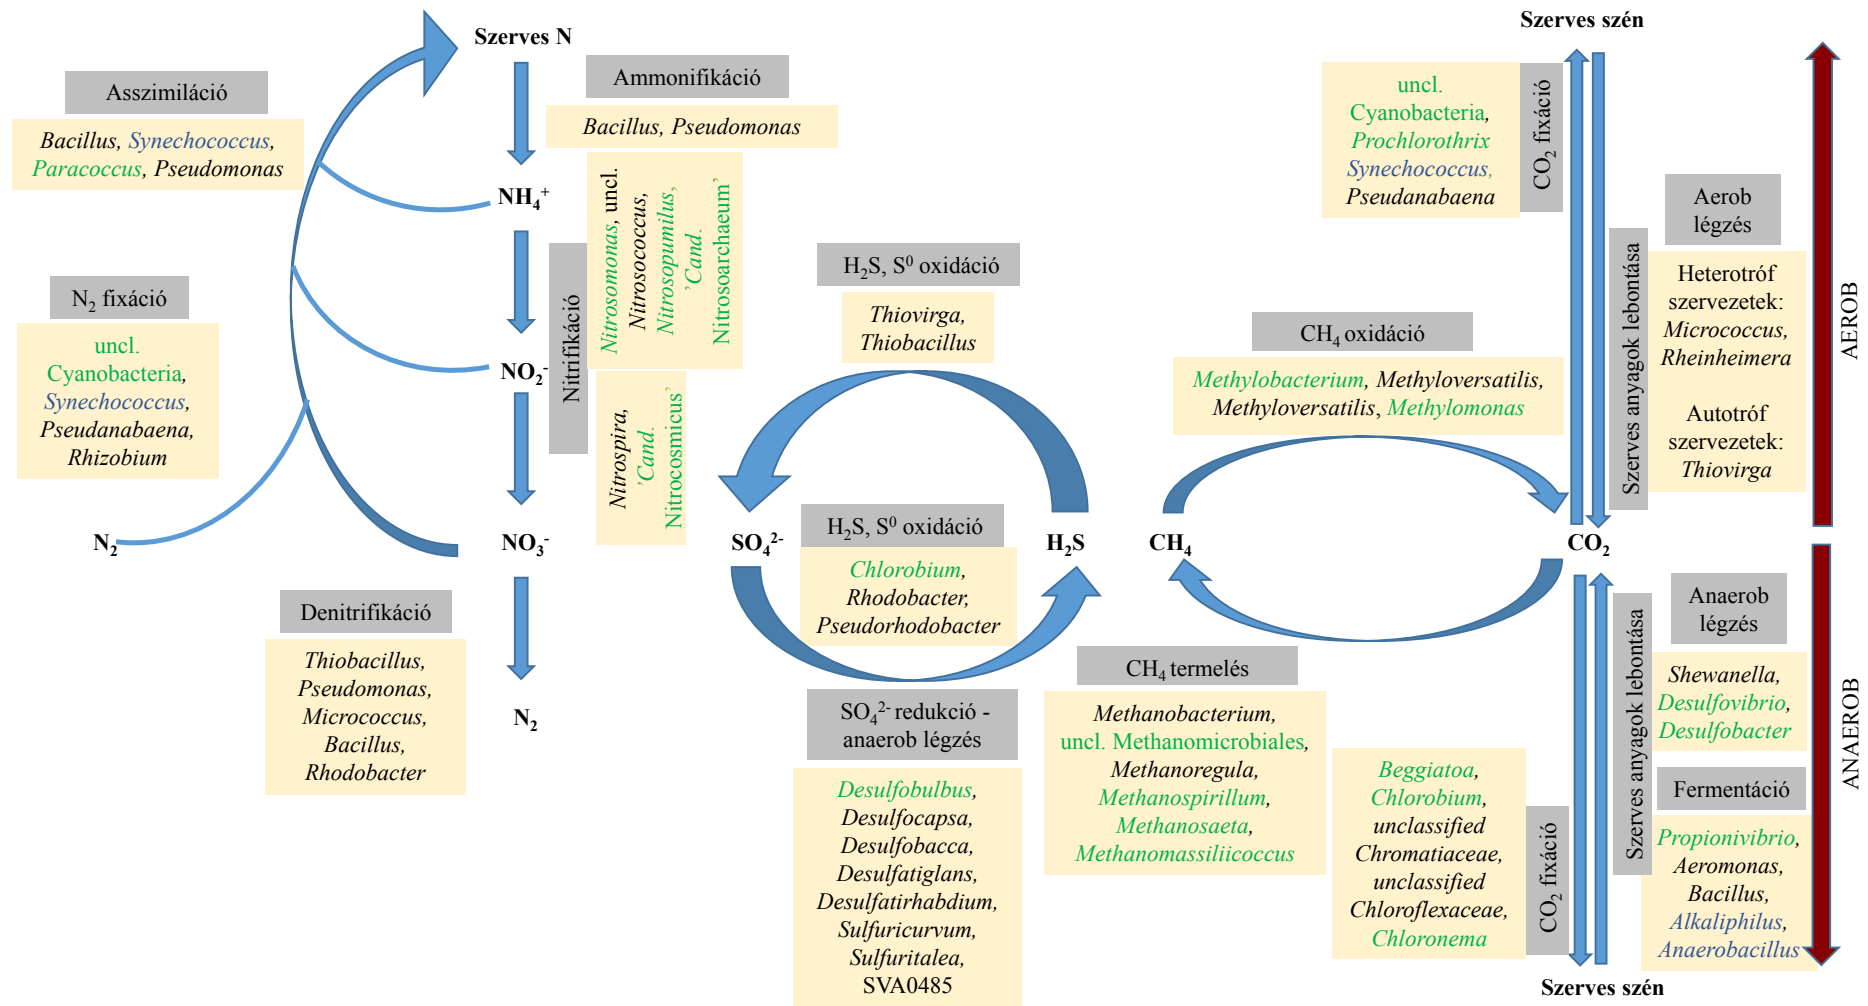 Szerves N
Asszimiláció
Bacillus, Synechococcus,
Paracoccus, Pseudomonas
Ammonifikáció
Bacillus, Pseudomonas
NH₄⁺
Nitrifikáció
Nitrosomonas, uncl.
Nitrosococcus,
Nitrosopumilus,
’Cand.
Nitrosoarchaeum’
N₂ fixáció
uncl.
Cyanobacteria,
Synechococcus,
Pseudanabaena,
Rhizobium
NO₂⁻
Nitrospira,
’Cand.
Nitrocosmicus’
N₂
NO₃⁻
Denitrifikáció
Thiobacillus,
Pseudomonas,
Micrococcus,
Bacillus,
Rhodobacter
N₂
H₂S, S⁰ oxidáció
Thiovirga,
Thiobacillus
SO₄²⁻
H₂S, S⁰ oxidáció
Chlorobium,
Rhodobacter,
Pseudorhodobacter
H₂S
SO₄²⁻ redukció -
anaerob légzés
Desulfobulbus,
Desulfocapsa,
Desulfobacca,
Desulfatiglans,
Desulfatirhabdium,
Sulfuricurvum,
Sulfuritalea,
SVA0485
CH₄ oxidáció
Methylobacterium, Methyloversatilis,
Methyloversatilis, Methylomonas
CH₄
CO₂
CH₄ termelés
Methanobacterium,
uncl. Methanomicrobiales,
Methanoregula,
Methanospirillum,
Methanosaeta,
Methanomassiliicoccus
Szerves szén
uncl.
Cyanobacteria,
Prochlorothrix
Synechococcus,
Pseudanabaena
CO₂ fixáció
Szerves anyagok lebontása
Aerob
légzés
Heterotróf
szervezetek:
Micrococcus,
Rheinheimera
Autotróf
szervezetek:
Thiovirga
AEROB
Beggiatoa,
Chlorobium,
unclassified
Chromatiaceae,
unclassified
Chloroflexaceae,
Chloronema
CO₂ fixáció
Szerves anyagok lebontása
Anaerob
légzés
Shewanella,
Desulfovibrio,
Desulfobacter
Fermentáció
Propionivibrio,
Aeromonas,
Bacillus,
Alkaliphilus,
Anaerobacillus
ANAEROB
Szerves szén